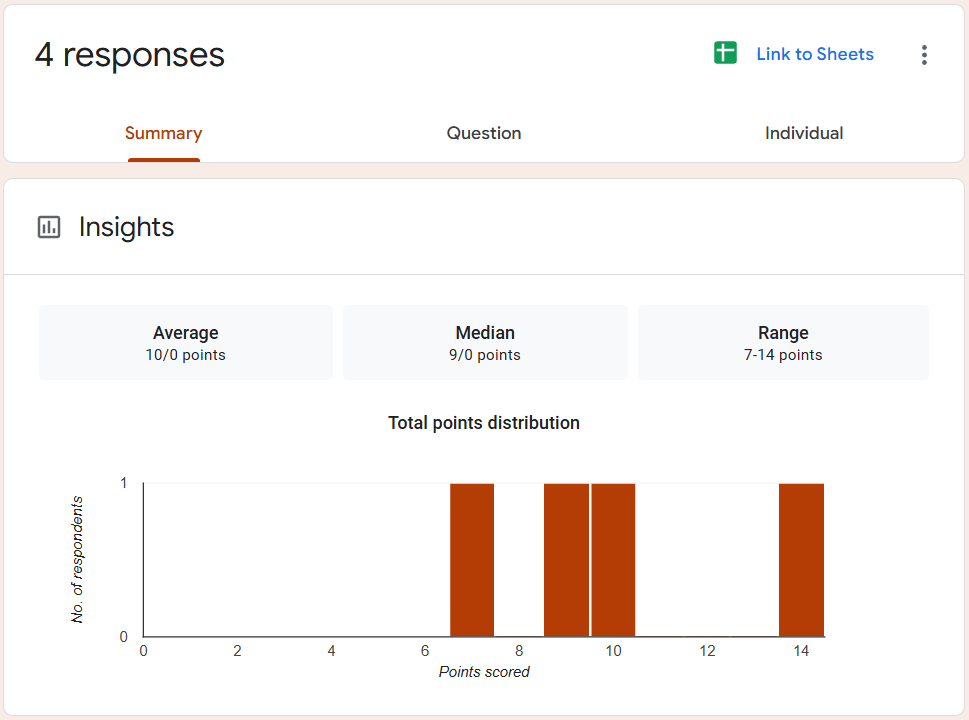 4 responses
Link to Sheets
Summary
Question
Individual
Insights
Average
10/0 points
Median
9/0 points
Range
7-14 points
Total points distribution
No. of respondents
1
0
0 2 4 6 8 10 12 14
Points scored